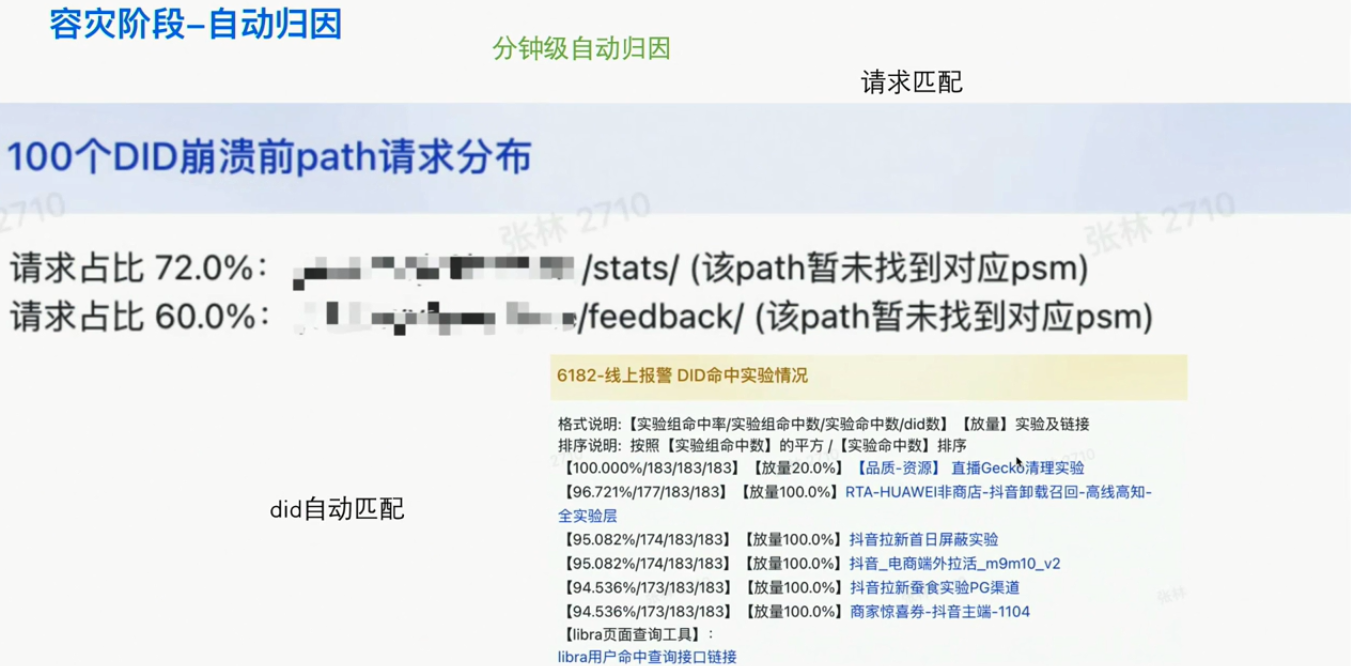 容灾阶段-自动归因
分钟级自动归因
请求匹配
100个DID崩溃前path请求分布
2710
张林 2710
张林 2710
请求占比 72.0%: /stats/ (该path暂未找到对应psm)
请求占比 60.0%: /feedback/ (该path暂未找到对应psm)
6182-线上报警 DID命中实验情况
格式说明:【实验组命中率/实验组命中数/实验命中数/did数】【放量】实验及链接
排序说明: 按照【实验组命中数】的平方 /【实验命中数】排序
【100.000%/183/183/183】【放量20.0%】【品质-资源】 直播Gecko清理实验
【96.721%/177/183/183】【放量100.0%】RTA-HUAWEI非商店-抖音卸载召回-高线高知-
全实验层
did自动匹配
【95.082%/174/183/183】【放量100.0%】抖音拉新首日屏蔽实验
【95.082%/174/183/183】【放量100.0%】抖音_电商端外拉活_m9m10_v2
【94.536%/173/183/183】【放量100.0%】抖音拉新蚕食实验PG渠道
【94.536%/173/183/183】【放量100.0%】商家惊喜券-抖音主端-1104
张林
【libra页面查询工具】:
libra用户命中查询接口链接